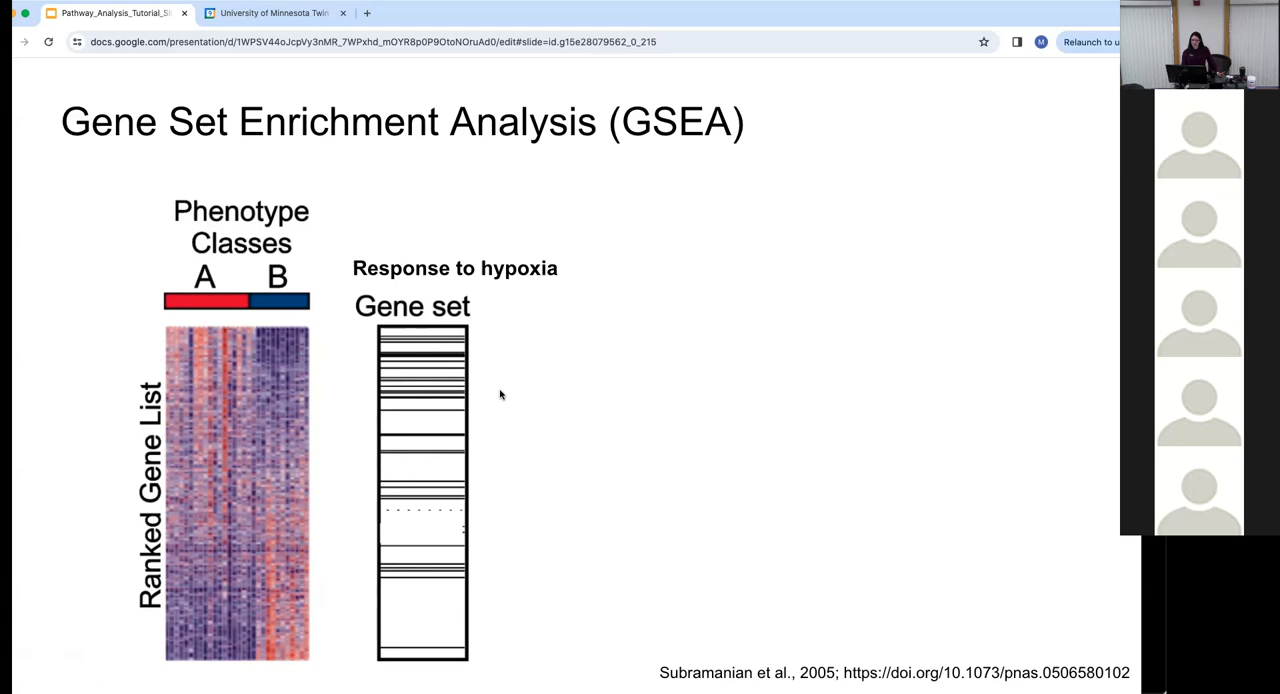 Pathway_Analysis_Tutorial_Sl
University of Minnesota Twin
docs.google.com/presentation/d/1WPSV44oJcpVy3nMR_7WPxhd_mOYR8p0P9OtoNOruAd0/edit#slide=id.g15e28079562_0_215
M
Relaunch to u
Gene Set Enrichment Analysis (GSEA)
Phenotype
Classes
A B
Response to hypoxia
Gene set
Ranked Gene List
Subramanian et al., 2005; https://doi.org/10.1073/pnas.0506580102